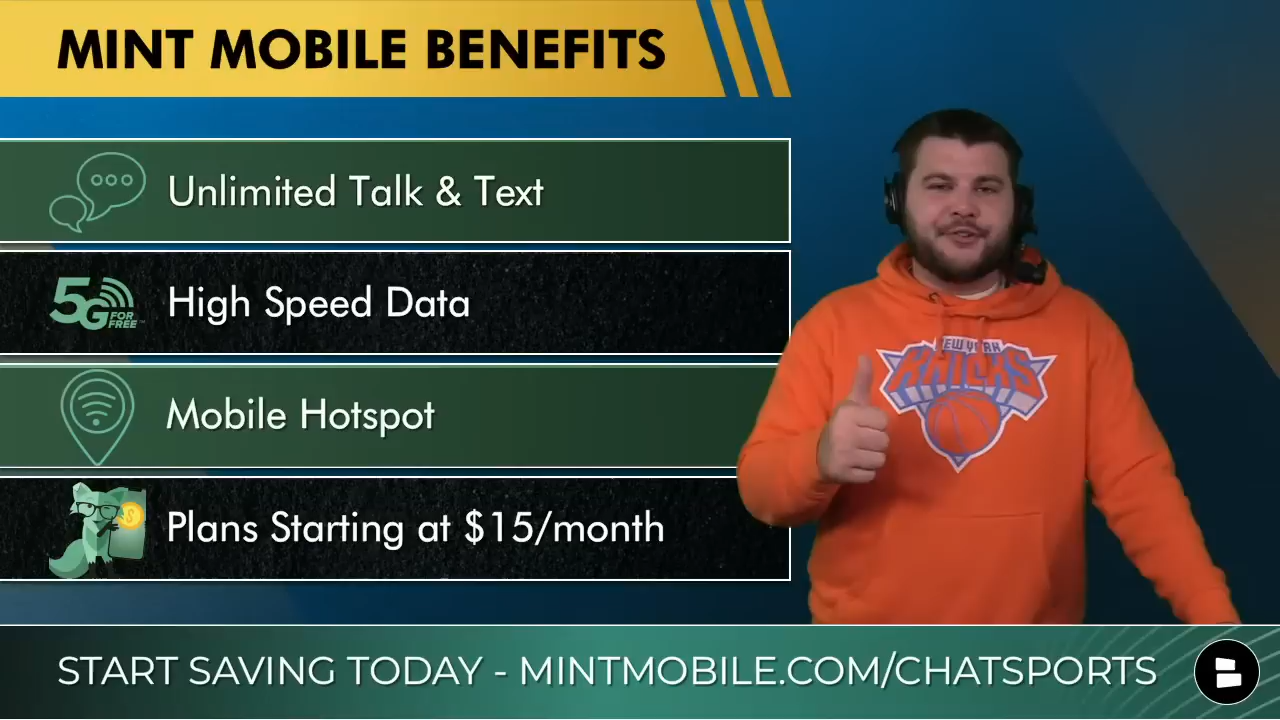 MINT MOBILE BENEFITS
Unlimited Talk & Text
5G FOR FREE
High Speed Data
Mobile Hotspot
Plans Starting at $15/month
NEW YORK
KNICKS
START SAVING TODAY - MINTMOBILE.COM/CHATSPORTS